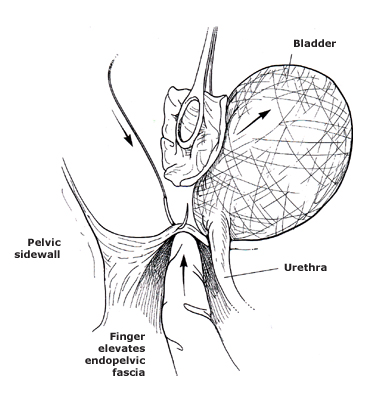 Bladder
Pelvic
sidewall
Urethra
Finger
elevates
endopelvic
fascia